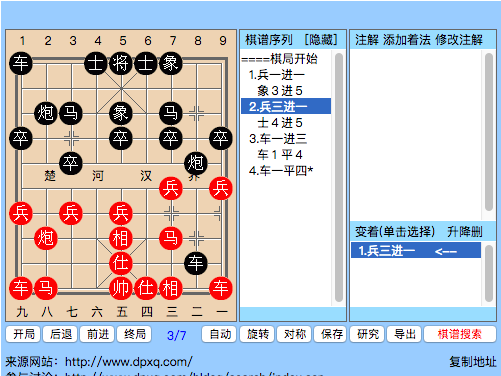 1 2 3 4 5 6 7 8 9
车 士 将 士 象
炮 马 象 马
卒 卒 卒 卒
卒 炮
楚 河 汉 界
兵 兵
兵 兵 兵
炮 相 马
仕 车
车 马 帅 仕 相 车
九 八 七 六 五 四 三 二 一
棋谱序列 [隐藏]
====棋局开始
1.兵一进一
象３进５
2.兵三进一
士４进５
3.车一进三
车１平４
4.车一平四*
注解 添加着法 修改注解
变着(单击选择) 升降删
1.兵三进一 <--
开局 后退 前进 终局 3/7 自动 旋转 对称 保存 研究 导出 棋谱搜索
来源网站: http://www.dpxq.com/ 复制地址